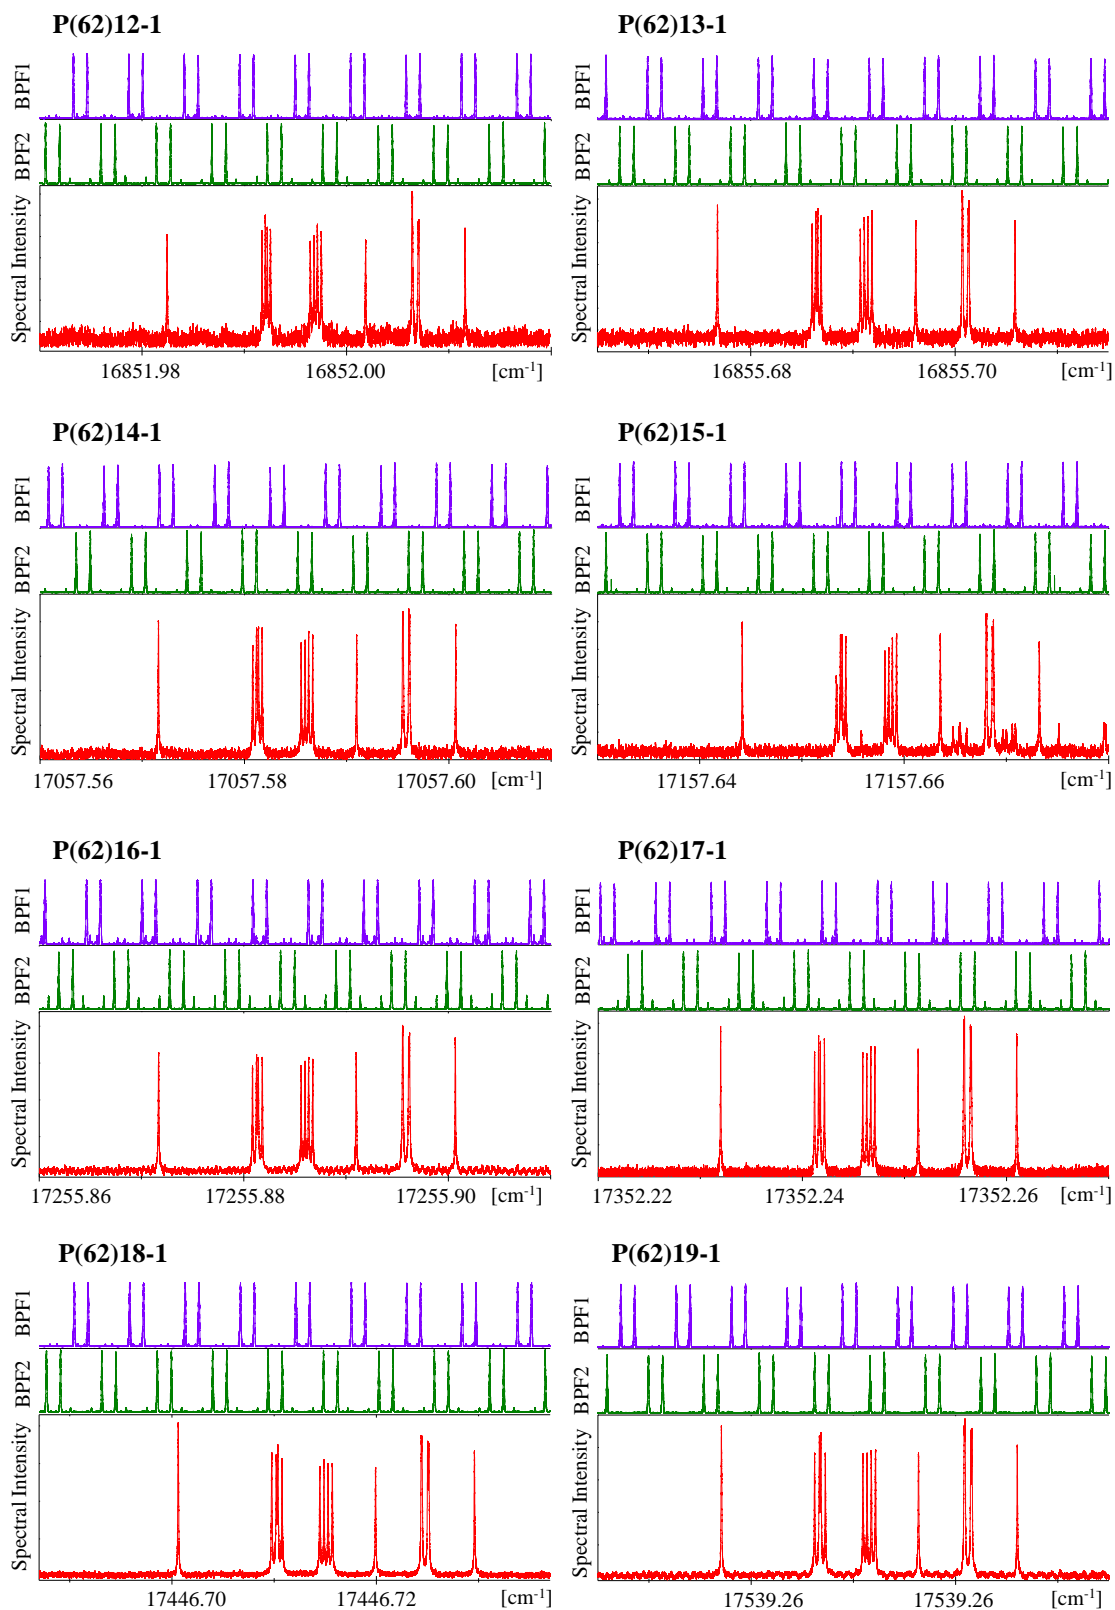 P(62)12-1
P(62)13-1
BPF1
BPF1
BPF2
BPF2
Spectral Intensity
Spectral Intensity
16851.98 16852.00 [cm-1]
16855.68 16855.70 [cm-1]
P(62)14-1
P(62)15-1
BPF1
BPF1
BPF2
BPF2
Spectral Intensity
Spectral Intensity
17057.56 17057.58 17057.60 [cm-1]
17157.64 17157.66 [cm-1]
P(62)16-1
P(62)17-1
BPF1
BPF1
BPF2
BPF2
Spectral Intensity
Spectral Intensity
17255.86 17255.88 17255.90 [cm-1]
17352.22 17352.24 17352.26 [cm-1]
P(62)18-1
P(62)19-1
BPF1
BPF1
BPF2
BPF2
Spectral Intensity
Spectral Intensity
17446.70 17446.72 [cm-1]
17539.26 17539.26 [cm-1]